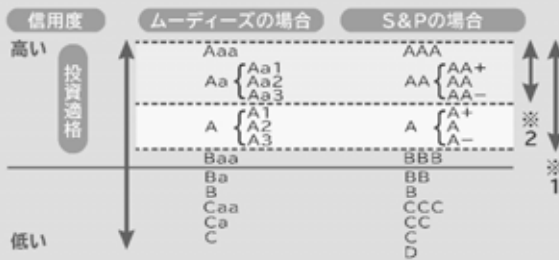 信用度 ムーディーズの場合 S&Pの場合
高い Aaa AAA
投資適格
Aa { Aa1 Aa2 Aa3 AA { AA+ AA AA−
A { A1 A2 A3 A { A+ A A−
※2
※1
Baa BBB
Ba BB
B B
Caa CCC
Ca CC
C C
低い D